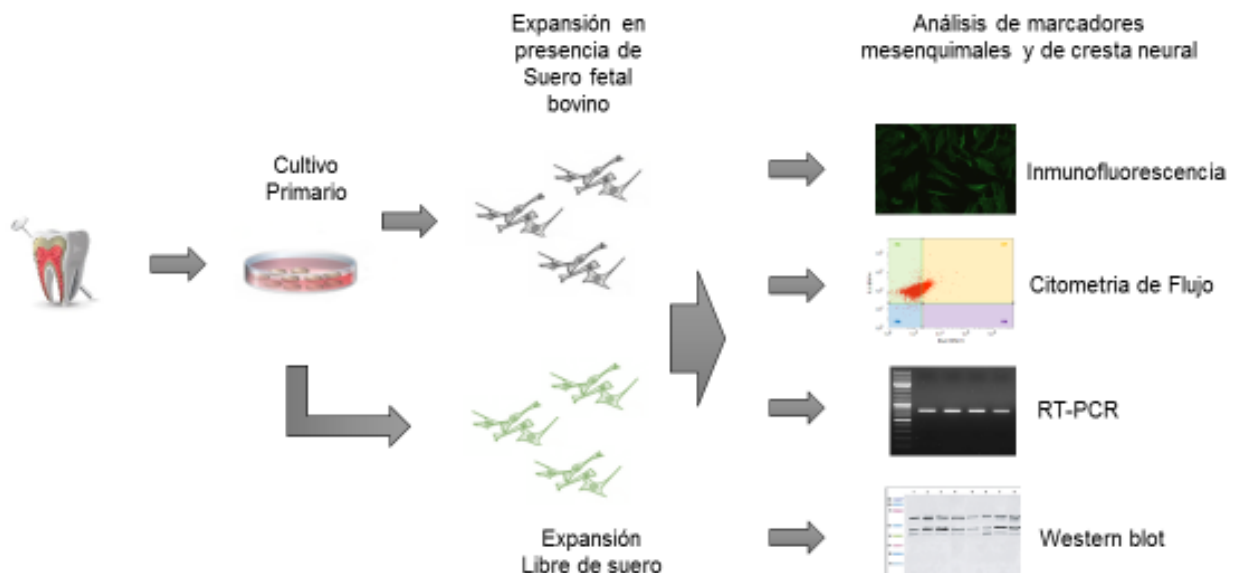 Expansión en
presencia de
Suero fetal
bovino
Análisis de marcadores
mesenquimales y de cresta neural
Cultivo
Primario
Inmunofluorescencia
Citometria de Flujo
RT-PCR
Expansión
Libre de suero
Western blot